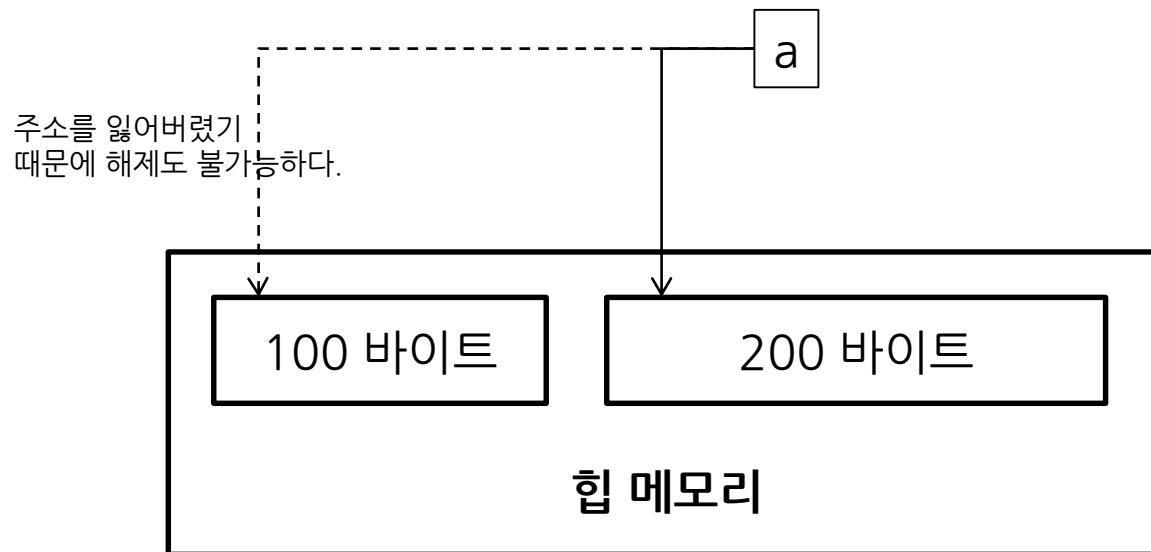 a
주소를 잃어버렸기
때문에 해제도 불가능하다.
100 바이트
200 바이트
힙 메모리